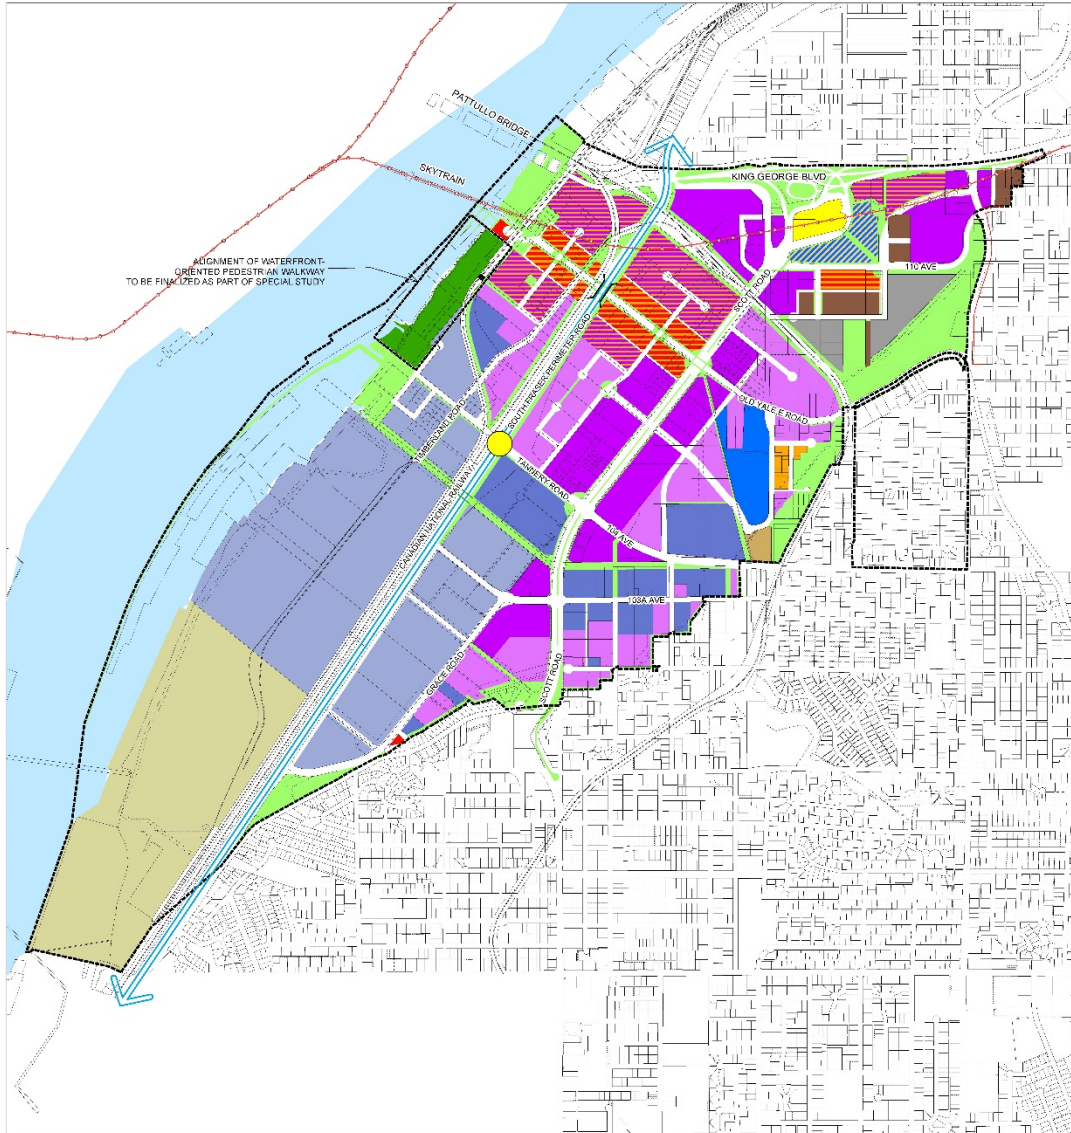 PATTULLO BRIDGE
SKYTRAIN
KING GEORGE BLVD
ALIGNMENT OF WATERFRONT-
ORIENTED PEDESTRIAN WALKWAY
TO BE FINALIZED AS PART OF SPECIAL STUDY
110 AVE
SCOTT ROAD
SOUTH FRASER PERIMETER ROAD
OLD YALE E ROAD
TIMBERLAND ROAD
TANNERY ROAD
CANADIAN NATIONAL RAILWAY
104 AVE
103A AVE
GRACE ROAD
SCOTT ROAD